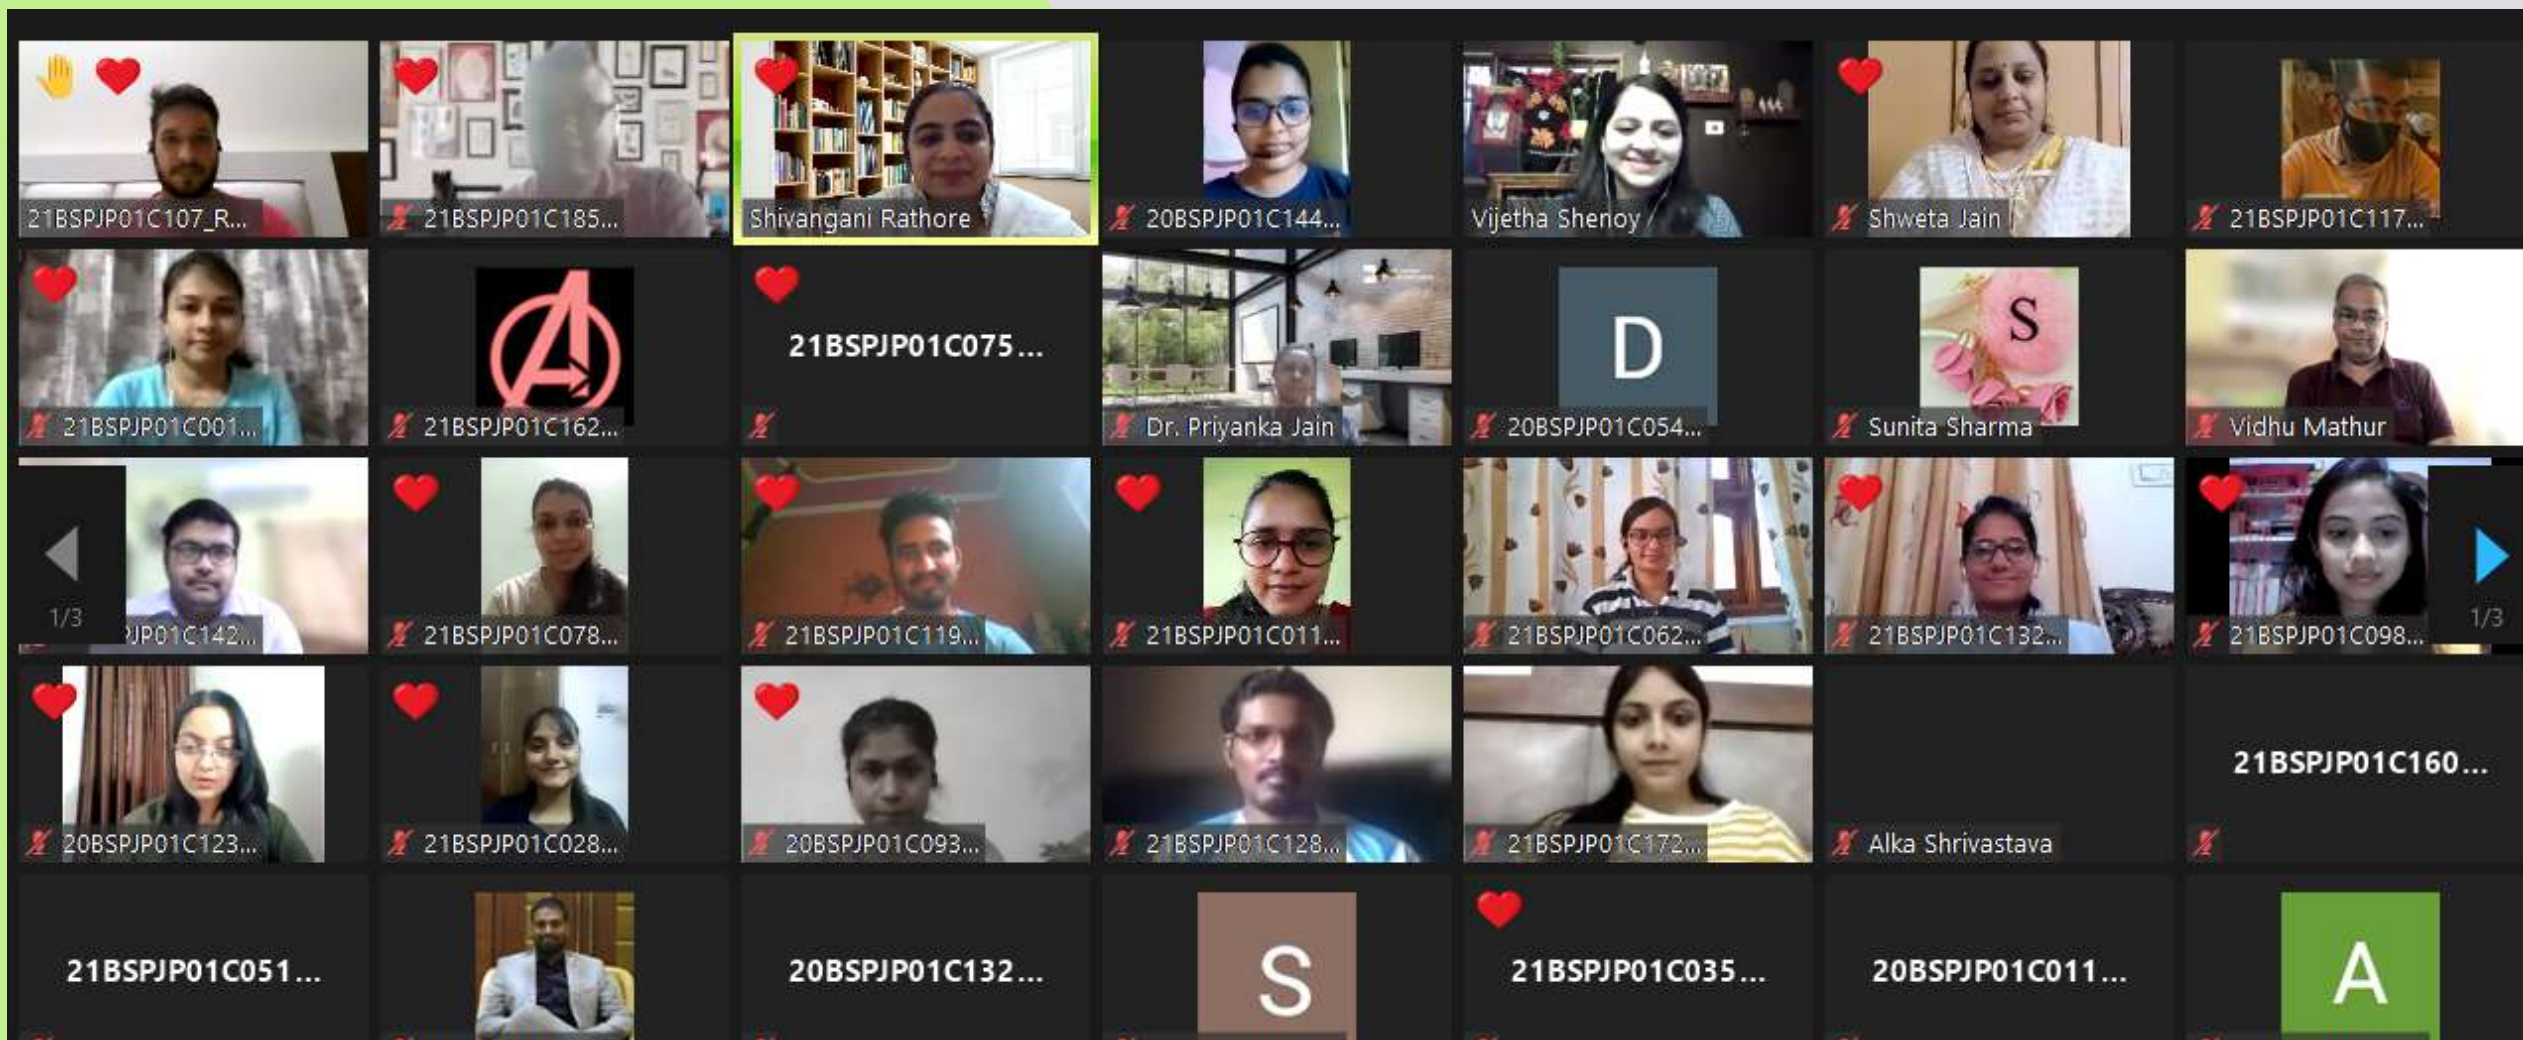 21BSPJP01C107_R...
21BSPJP01C185...
Shivangani Rathore
20BSPJP01C144...
Vijetha Shenoy
Shweta Jain
21BSPJP01C117...
21BSPJP01C001...
21BSPJP01C162...
21BSPJP01C075...
Dr. Priyanka Jain
D
20BSPJP01C054...
S
Sunita Sharma
Vidhu Mathur
1/3
JP01C142...
21BSPJP01C078...
21BSPJP01C119...
21BSPJP01C011...
21BSPJP01C062...
21BSPJP01C132...
21BSPJP01C098...
1/3
20BSPJP01C123...
21BSPJP01C028...
20BSPJP01C093...
21BSPJP01C128...
21BSPJP01C172...
Alka Shrivastava
21BSPJP01C160...
21BSPJP01C051...
20BSPJP01C132...
S
21BSPJP01C035...
20BSPJP01C011...
A